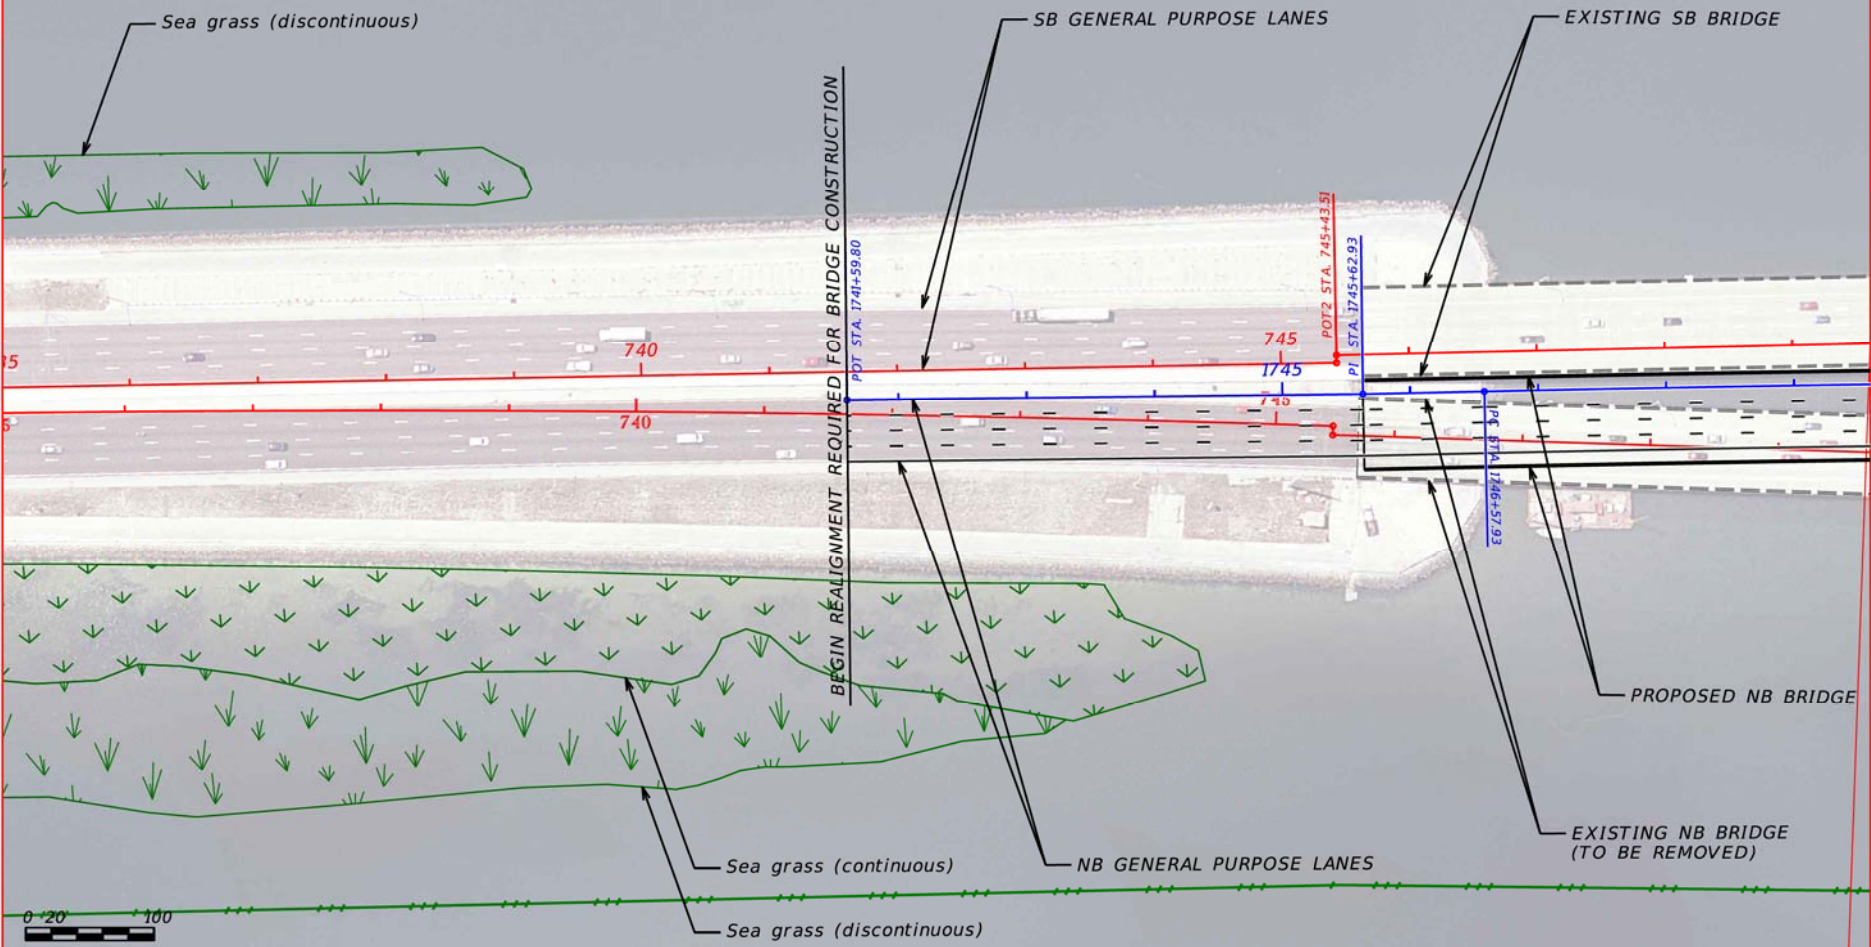 Sea grass (discontinuous)
SB GENERAL PURPOSE LANES
EXISTING SB BRIDGE
BEGIN REALIGNMENT REQUIRED FOR BRIDGE CONSTRUCTION
POT STA. 1741+59.80
POT2 STA. 745+43.51
PI STA. 1745+62.93
740
745
1745
740
745
PC STA. 1746+57.93
PROPOSED NB BRIDGE
EXISTING NB BRIDGE
(TO BE REMOVED)
Sea grass (continuous)
NB GENERAL PURPOSE LANES
Sea grass (discontinuous)
0 20 100